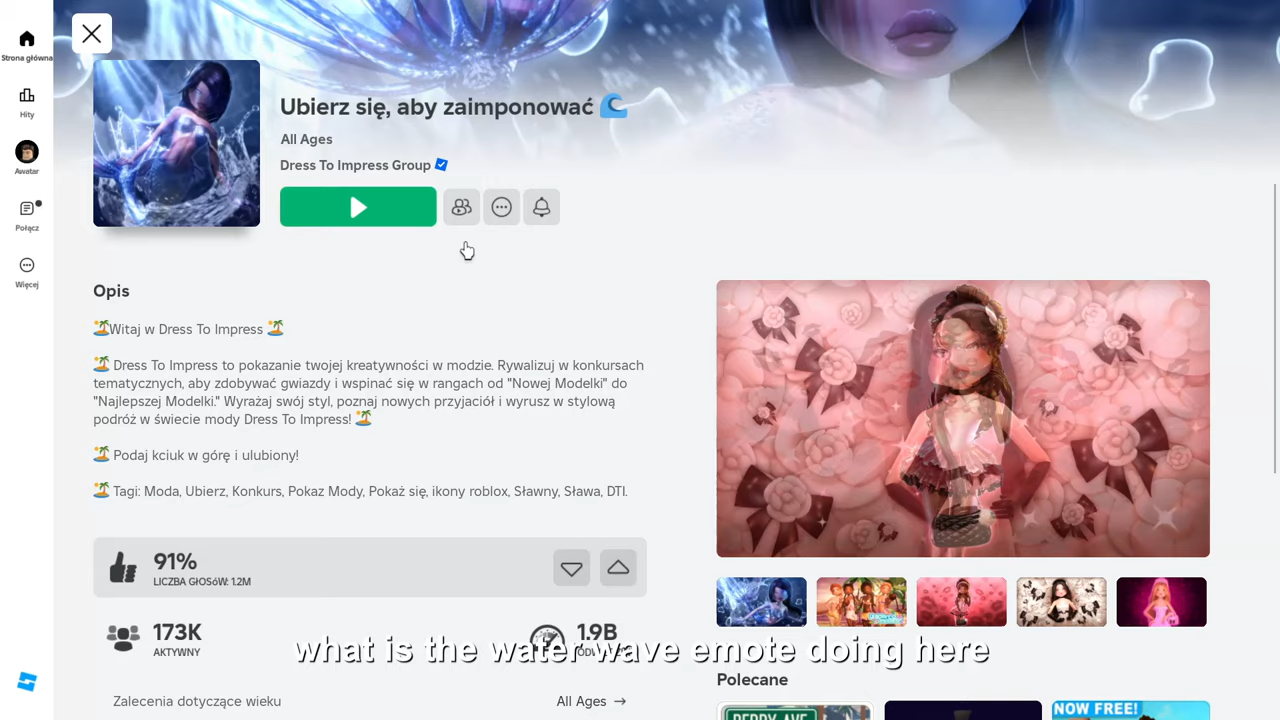 Strona główna
Hity
Awatar
Połącz
Więcej
Ubierz się, aby zaimponować 🌊
All Ages
Dress To Impress Group
Opis
🏝️Witaj w Dress To Impress 🏝️
🏝️ Dress To Impress to pokazanie twojej kreatywności w modzie. Rywalizuj w konkursach
tematycznych, aby zdobywać gwiazdy i wspinać się w rangach od "Nowej Modelki" do
"Najlepszej Modelki." Wyrażaj swój styl, poznaj nowych przyjaciół i wyrusz w stylową
podróż w świecie mody Dress To Impress! 🏝️
🏝️ Podaj kciuk w górę i ulubiony!
🏝️ Tagi: Moda, Ubierz, Konkurs, Pokaz Mody, Pokaż się, ikony roblox, Sławny, Sława, DTI.
91%
LICZBA GŁOSÓW: 1.2M
173K
AKTYWNY
1.9B
what is the water wave emote doing here
Zalecenia dotyczące wieku
All Ages →
Polecane
NOW FREE!